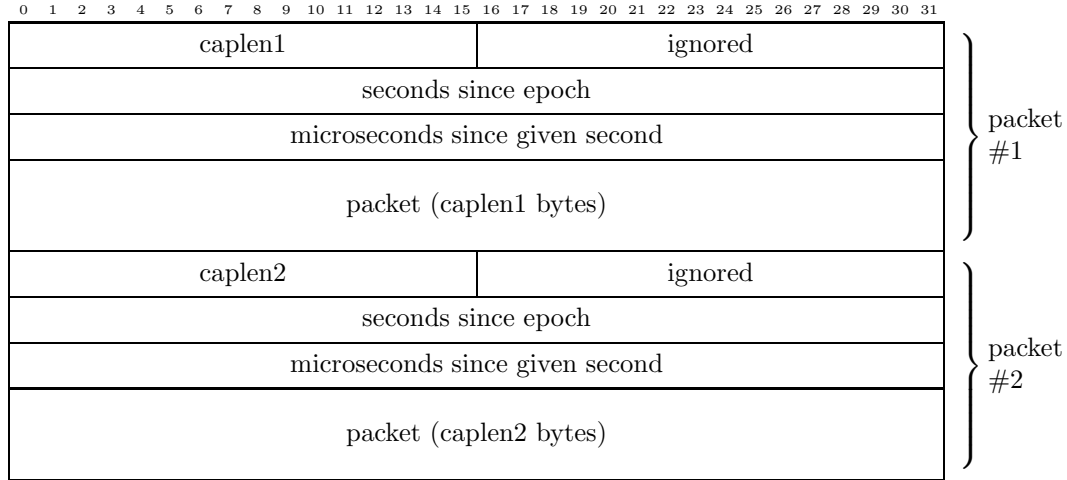 0 1 2 3 4 5 6 7 8 9 10 11 12 13 14 15 16 17 18 19 20 21 22 23 24 25 26 27 28 29 30 31
caplen1 ignored
seconds since epoch
microseconds since given second
packet (caplen1 bytes)
packet
#1
caplen2 ignored
seconds since epoch
microseconds since given second
packet (caplen2 bytes)
packet
#2